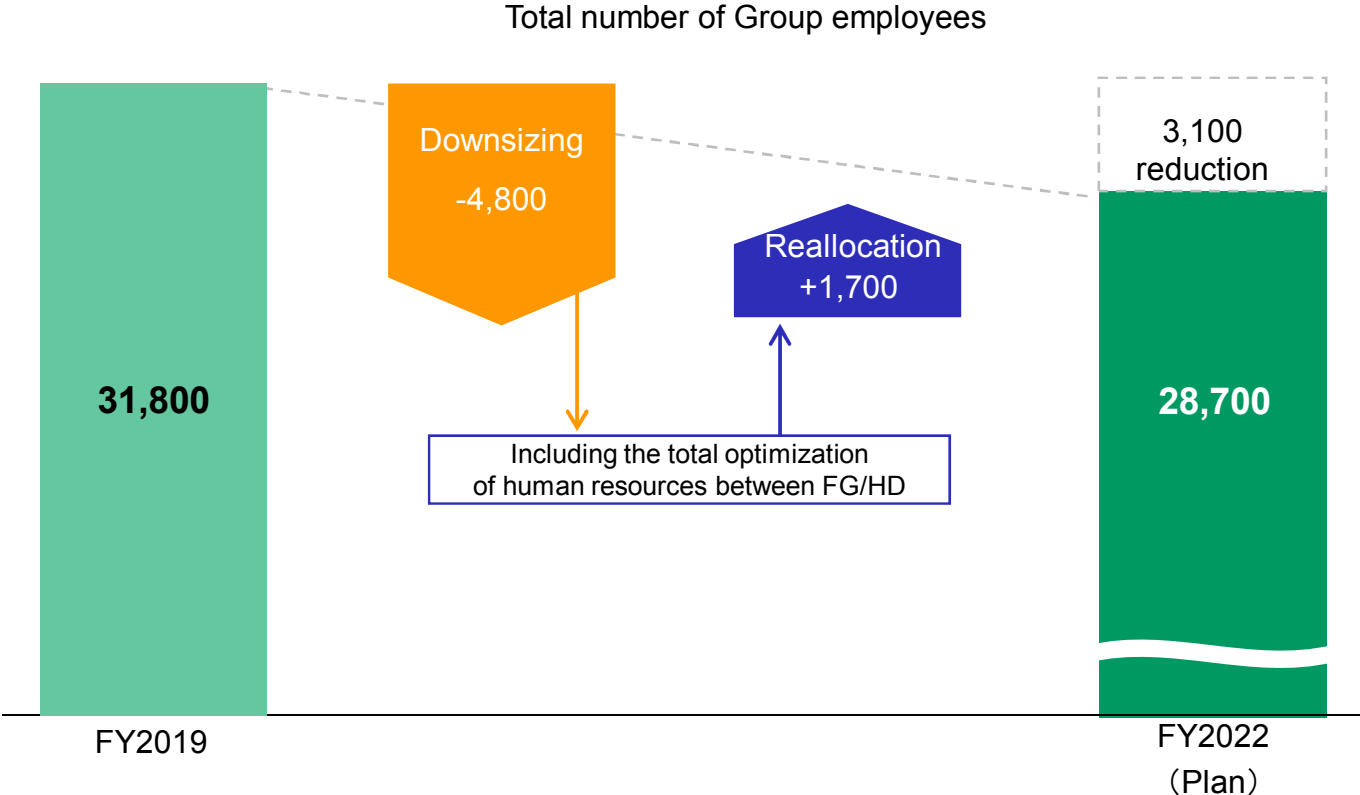 Total number of Group employees
Downsizing
-4,800
3,100
reduction
Reallocation
+1,700
31,800
28,700
Including the total optimization
of human resources between FG/HD
FY2019
FY2022
（Plan）